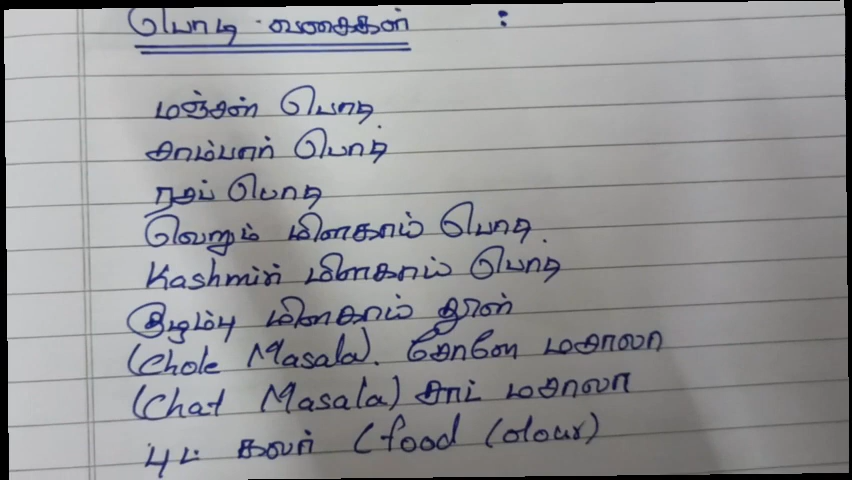 பொடி வகைகள் :
மஞ்சள் பொடி
சாம்பார் பொடி
ரசப் பொடி
வெறும் மிளகாய் பொடி
Kashmiri மிளகாய் பொடி
குழம்பு மிளகாய் தூள்
(Chole Masala). சோளே மசாலா
(Chat Masala) சாட் மசாலா
புட் கலர் (food Colour)